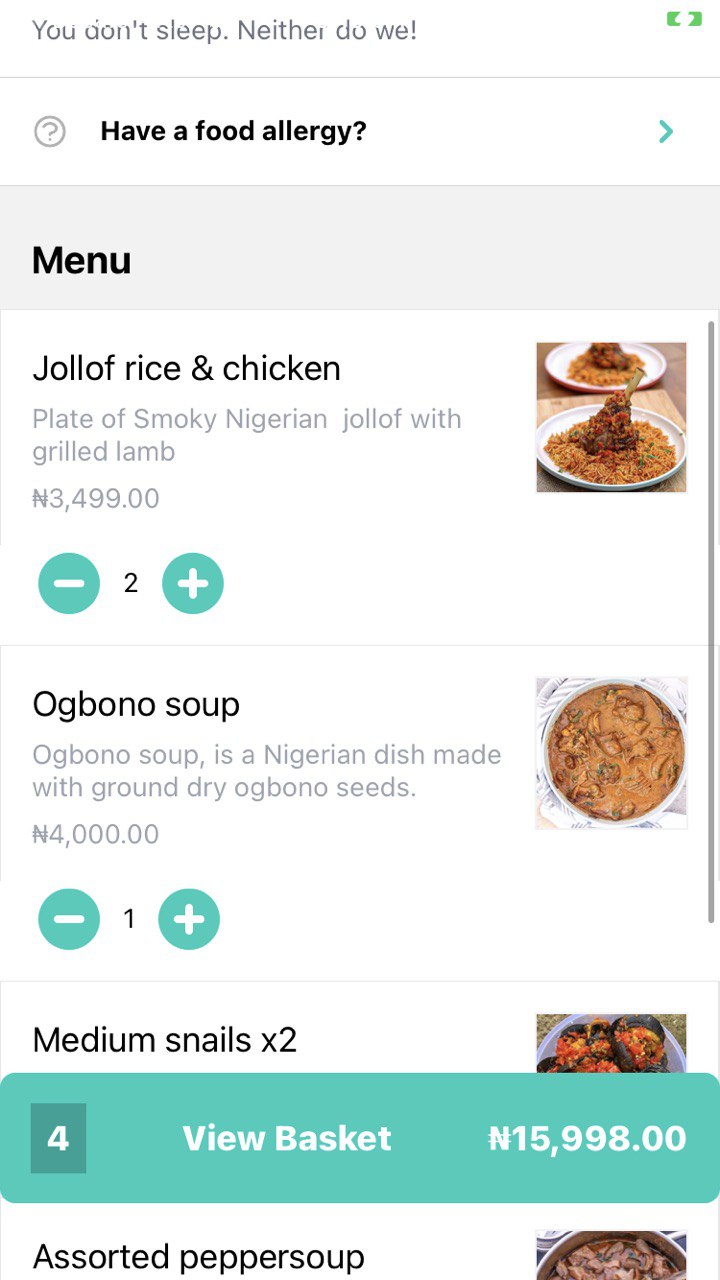 You don't sleep. Neither do we!
Have a food allergy?
Menu
Jollof rice & chicken
Plate of Smoky Nigerian  jollof with
grilled lamb
₦3,499.00
2
Ogbono soup
Ogbono soup, is a Nigerian dish made
with ground dry ogbono seeds.
₦4,000.00
1
Medium snails x2
4 View Basket ₦15,998.00
Assorted peppersoup